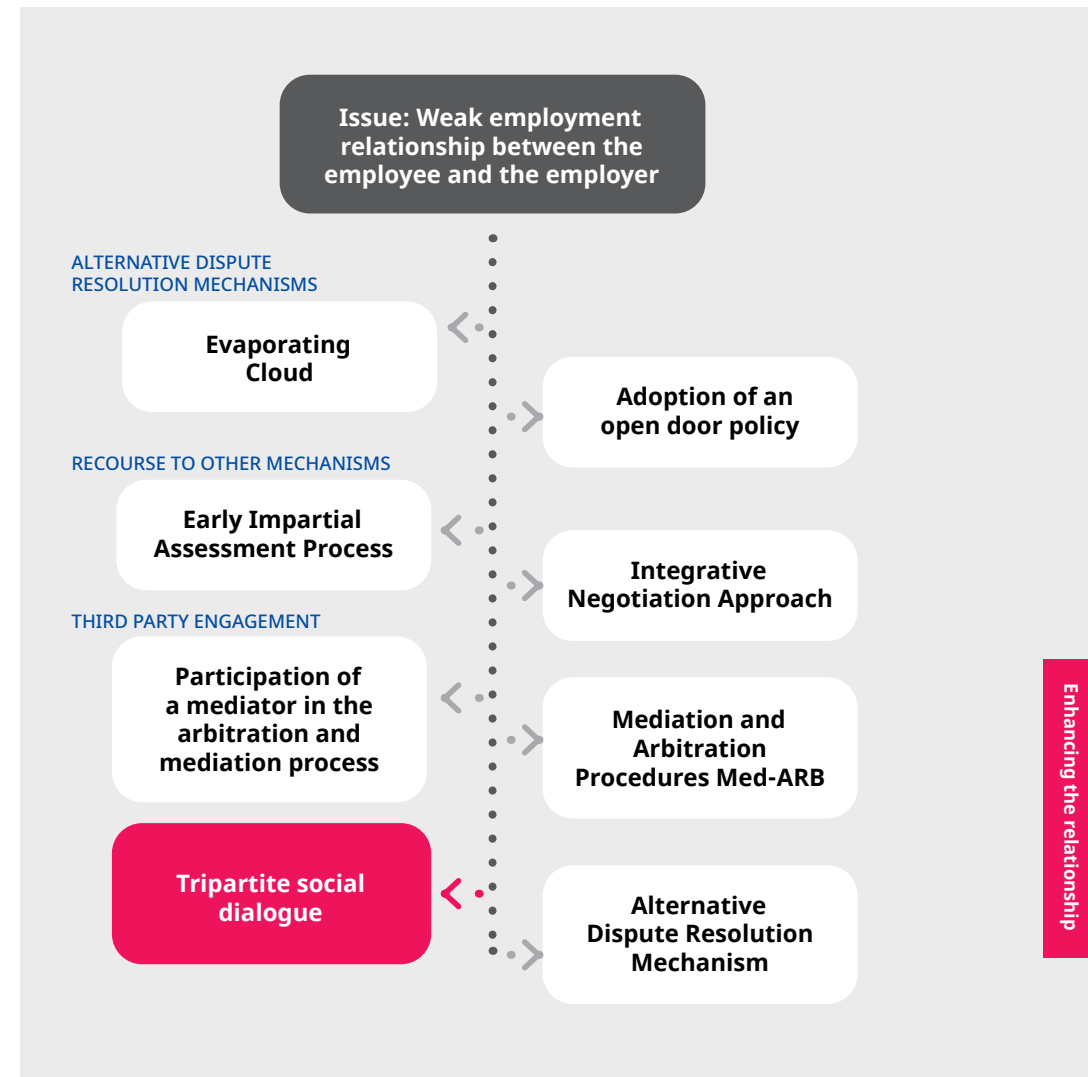 Issue: Weak employment
relationship between the
employee and the employer
ALTERNATIVE DISPUTE
RESOLUTION MECHANISMS
Evaporating
Cloud
Adoption of an
open door policy
RECOURSE TO OTHER MECHANISMS
Early Impartial
Assessment Process
Integrative
Negotiation Approach
THIRD PARTY ENGAGEMENT
Participation of
a mediator in the
arbitration and
mediation process
Mediation and
Arbitration
Procedures Med-ARB
Tripartite social
dialogue
Alternative
Dispute Resolution
Mechanism
Enhancing the relationship